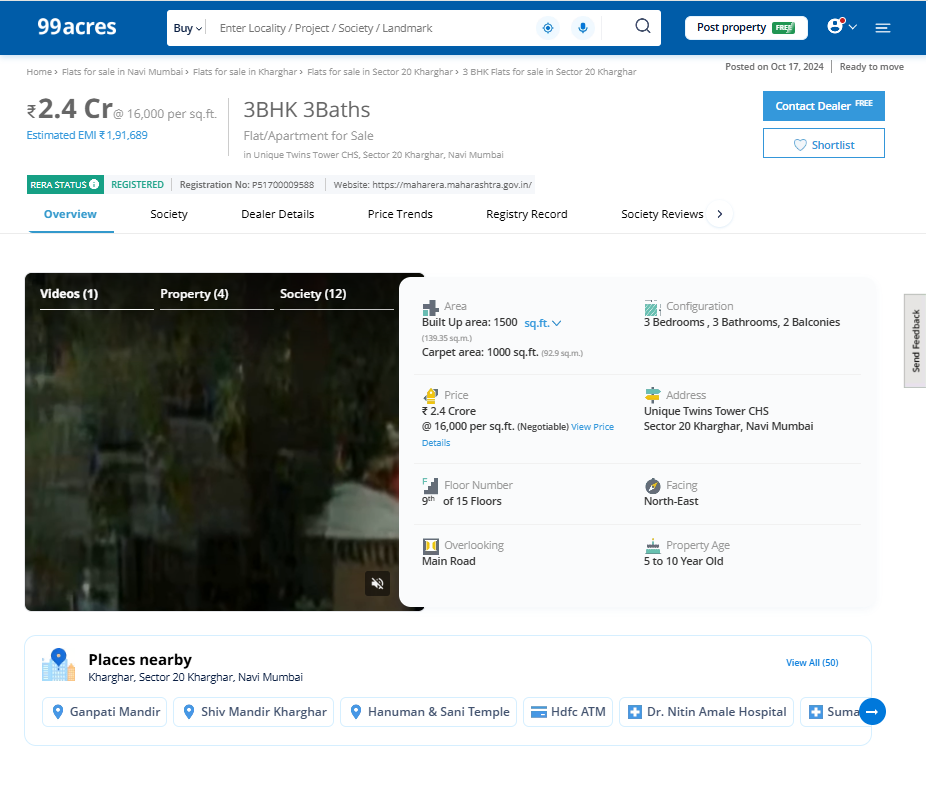 99acres
Buy
Enter Locality / Project / Society / Landmark
Post property FREE
Home › Flats for sale in Navi Mumbai › Flats for sale in Kharghar › Flats for sale in Sector 20 Kharghar › 3 BHK Flats for sale in Sector 20 Kharghar
Posted on Oct 17, 2024 | Ready to move
₹2.4 Cr @ 16,000 per sq.ft.
Estimated EMI ₹ 1,91,689
3BHK 3Baths
Flat/Apartment for Sale
in Unique Twins Tower CHS, Sector 20 Kharghar, Navi Mumbai
Contact Dealer FREE
Shortlist
RERA STATUS REGISTERED | Registration No: P51700009588 | Website: https://maharera.maharashtra.gov.in/
Overview Society Dealer Details Price Trends Registry Record Society Reviews
Videos (1) Property (4) Society (12)
Area
Built Up area: 1500 sq.ft.
(139.35 sq.m.)
Carpet area: 1000 sq.ft. (92.9 sq.m.)
Configuration
3 Bedrooms , 3 Bathrooms, 2 Balconies
Price
₹ 2.4 Crore
@ 16,000 per sq.ft. (Negotiable) View Price
Details
Address
Unique Twins Tower CHS
Sector 20 Kharghar, Navi Mumbai
Floor Number
9th of 15 Floors
Facing
North-East
Overlooking
Main Road
Property Age
5 to 10 Year Old
Send Feedback
Places nearby
Kharghar, Sector 20 Kharghar, Navi Mumbai
View All (50)
Ganpati Mandir Shiv Mandir Kharghar Hanuman & Sani Temple Hdfc ATM Dr. Nitin Amale Hospital Suma